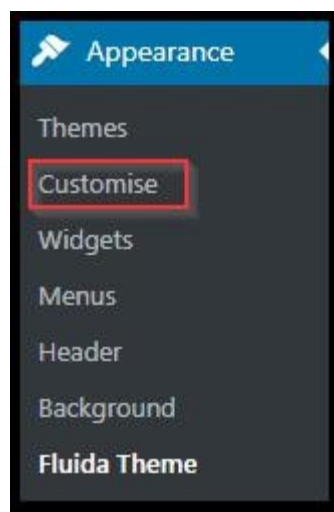 Appearance
Themes
Customise
Widgets
Menus
Header
Background
Fluida Theme